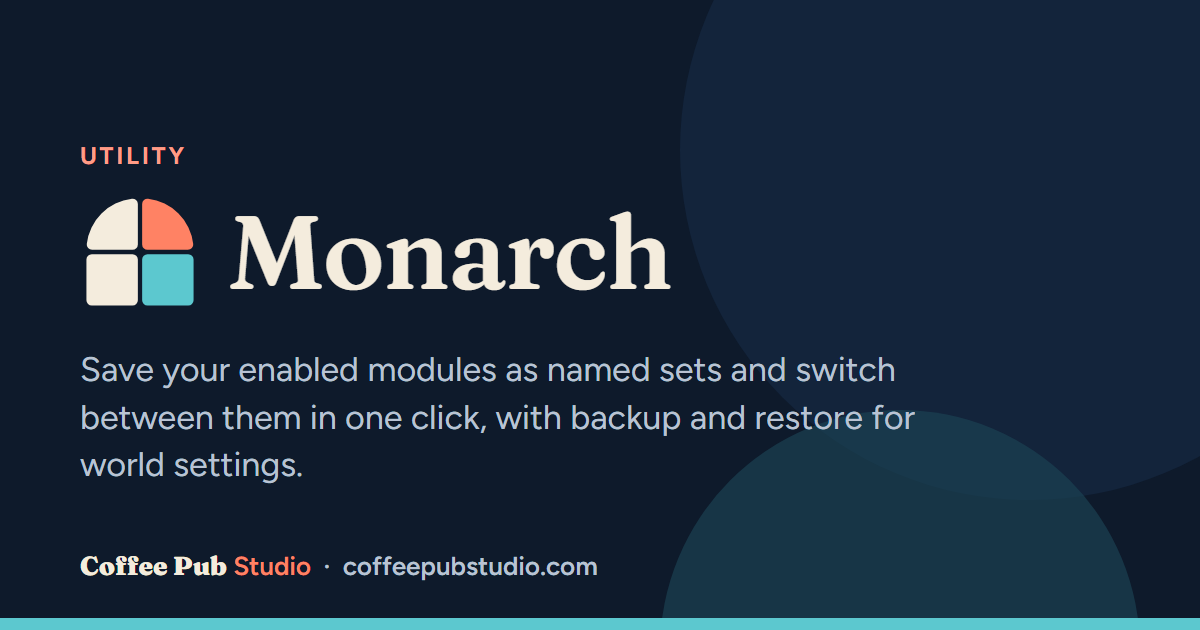 UTILITY
Monarch
Save your enabled modules as named sets and switch
between them in one click, with backup and restore for
world settings.
Coffee Pub Studio · coffeepubstudio.com